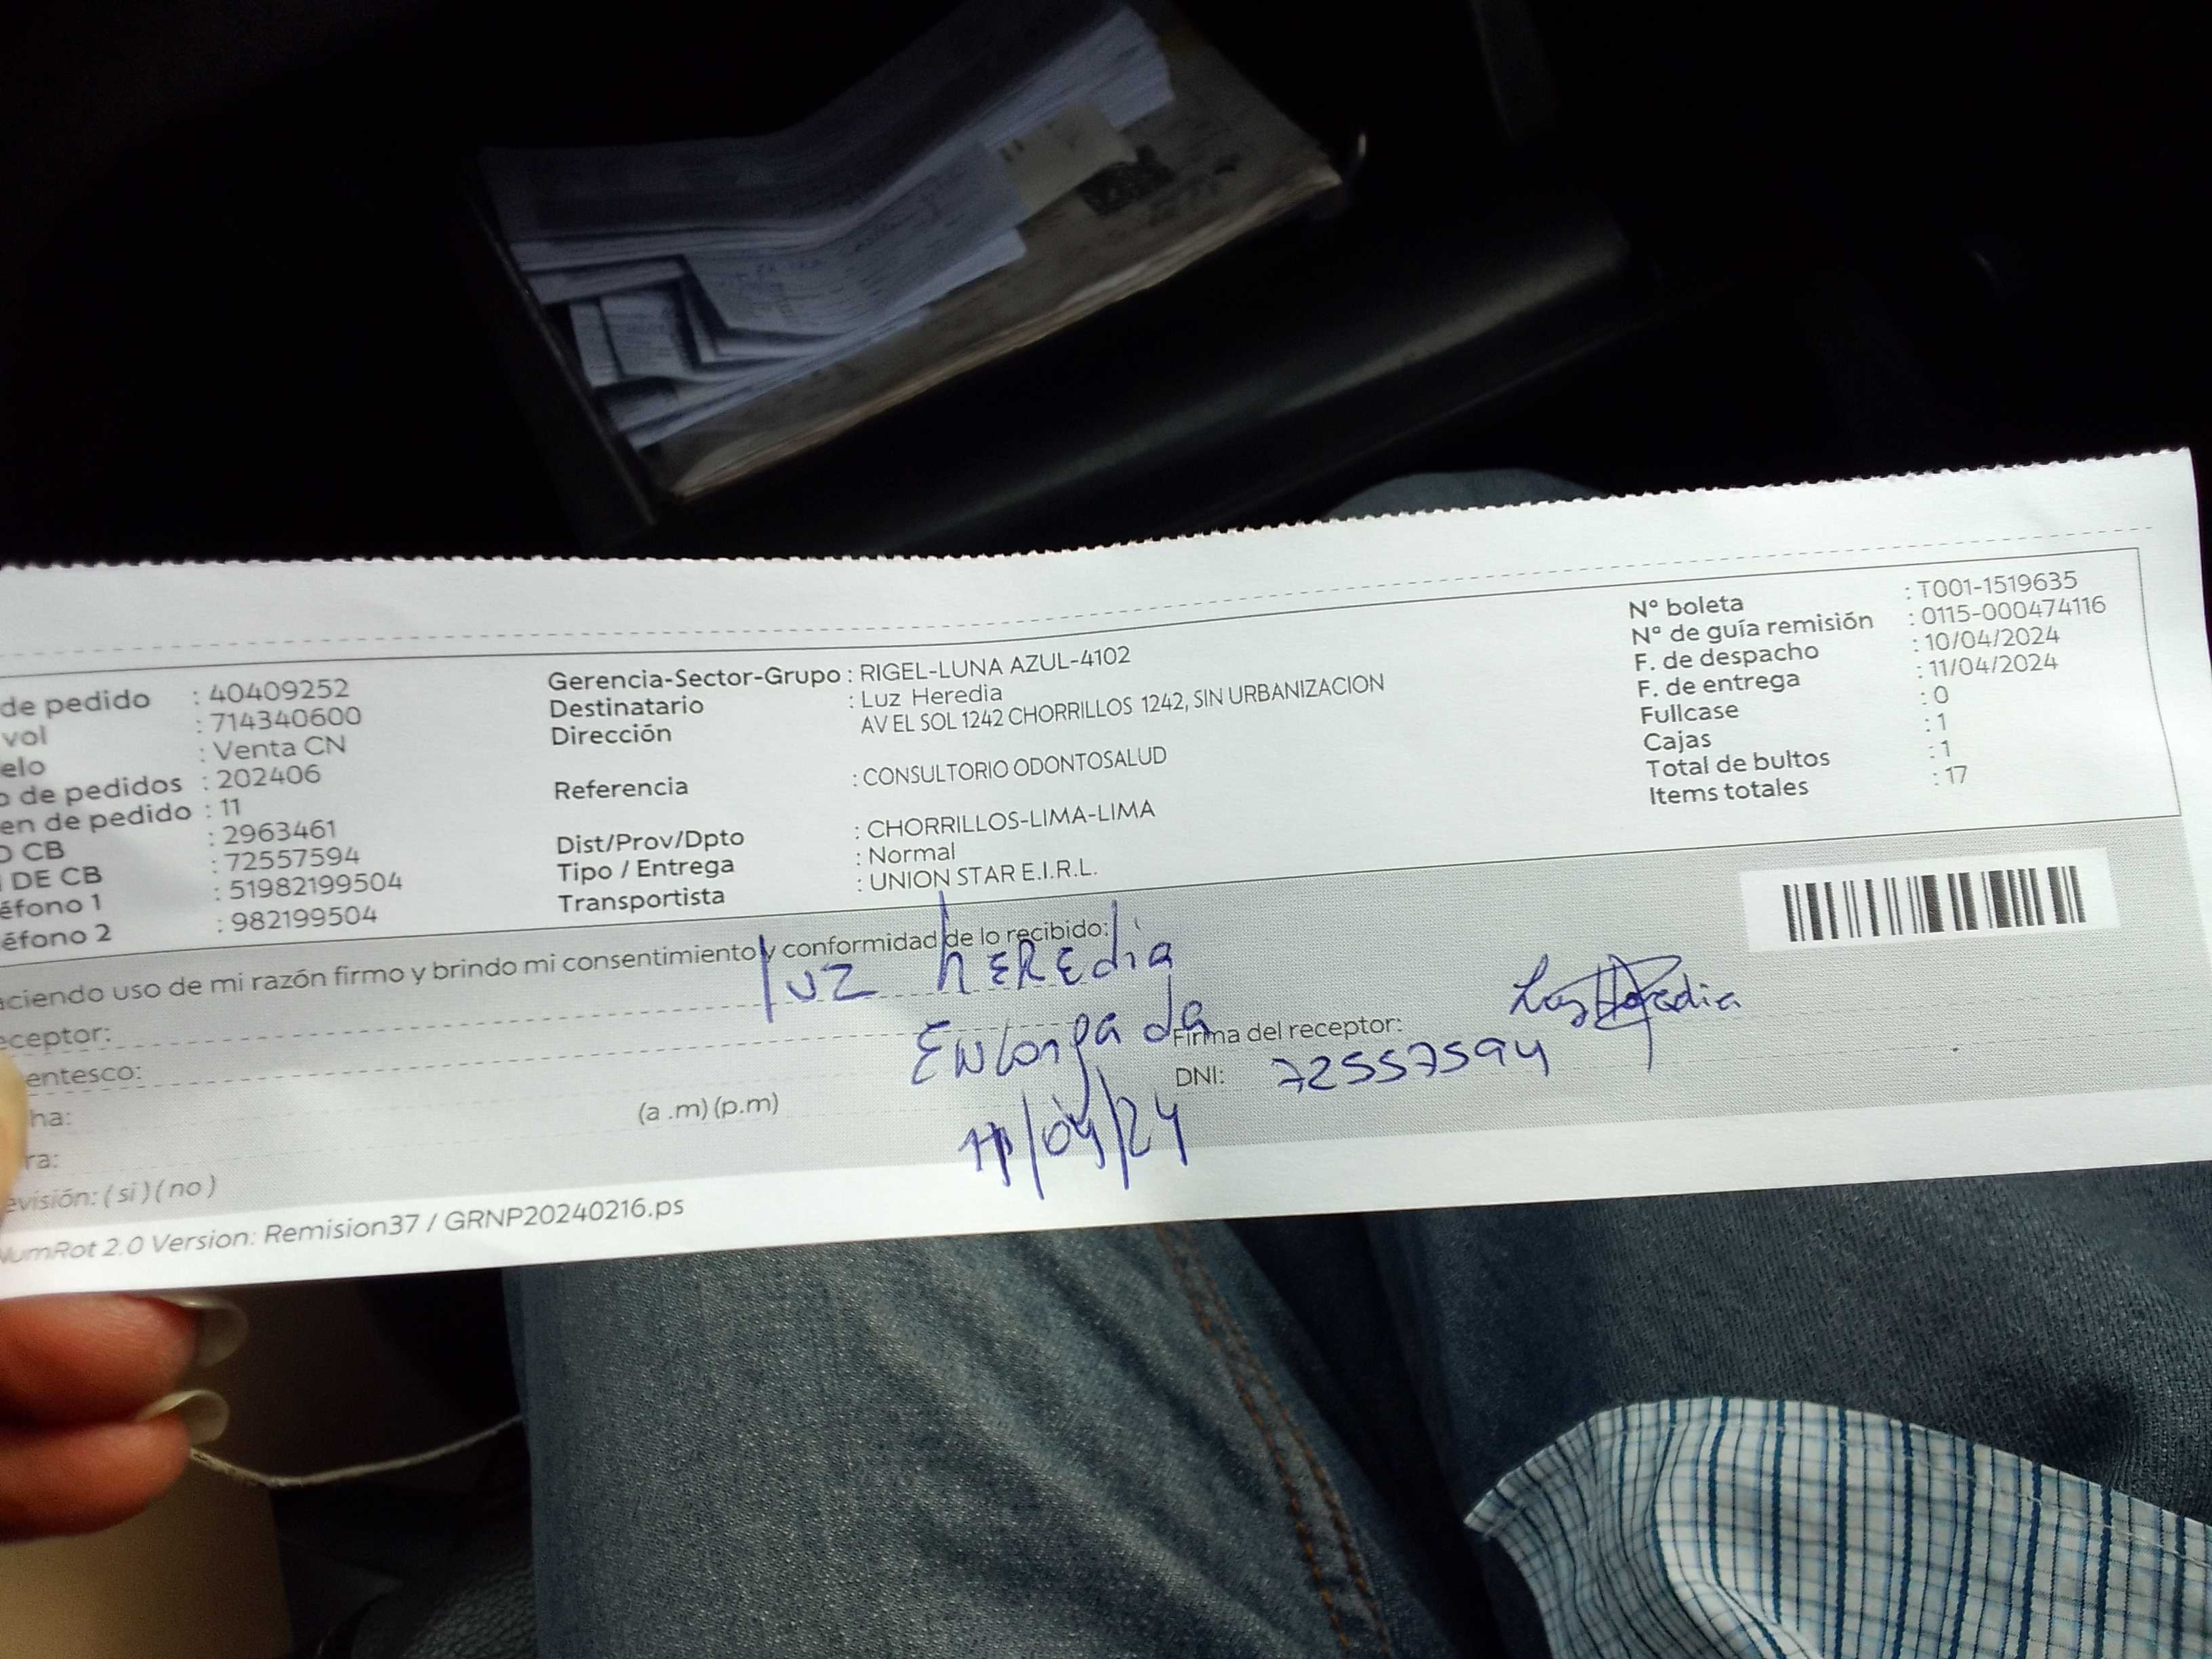 de pedido : 40409252
vol : 714340600
elo : Venta CN
o de pedidos : 202406
en de pedido : 11
O CB : 2963461
DE CB : 72557594
éfono 1 : 51982199504
éfono 2 : 982199504
Gerencia-Sector-Grupo : RIGEL-LUNA AZUL-4102
Destinatario : Luz Heredia
Dirección AV EL SOL 1242 CHORRILLOS 1242, SIN URBANIZACION
Referencia : CONSULTORIO ODONTOSALUD
Dist/Prov/Dpto : CHORRILLOS-LIMA-LIMA
Tipo / Entrega : Normal
Transportista : UNION STAR E.I.R.L.
N° boleta : T001-1519635
N° de guía remisión : 0115-000474116
F. de despacho : 10/04/2024
F. de entrega : 11/04/2024
Fullcase : 0
Cajas : 1
Total de bultos : 1
Items totales : 17
aciendo uso de mi razón firmo y brindo mi consentimiento y conformidad de lo recibido:
eceptor: luz heredia
entesco:
ha: (a .m) (p.m) 11/04/24
ra:
evisión: ( si ) ( no )
Firma del receptor: Luz Heredia
DNI: 72557594
NumRot 2.0 Version: Remision37 / GRNP20240216.ps